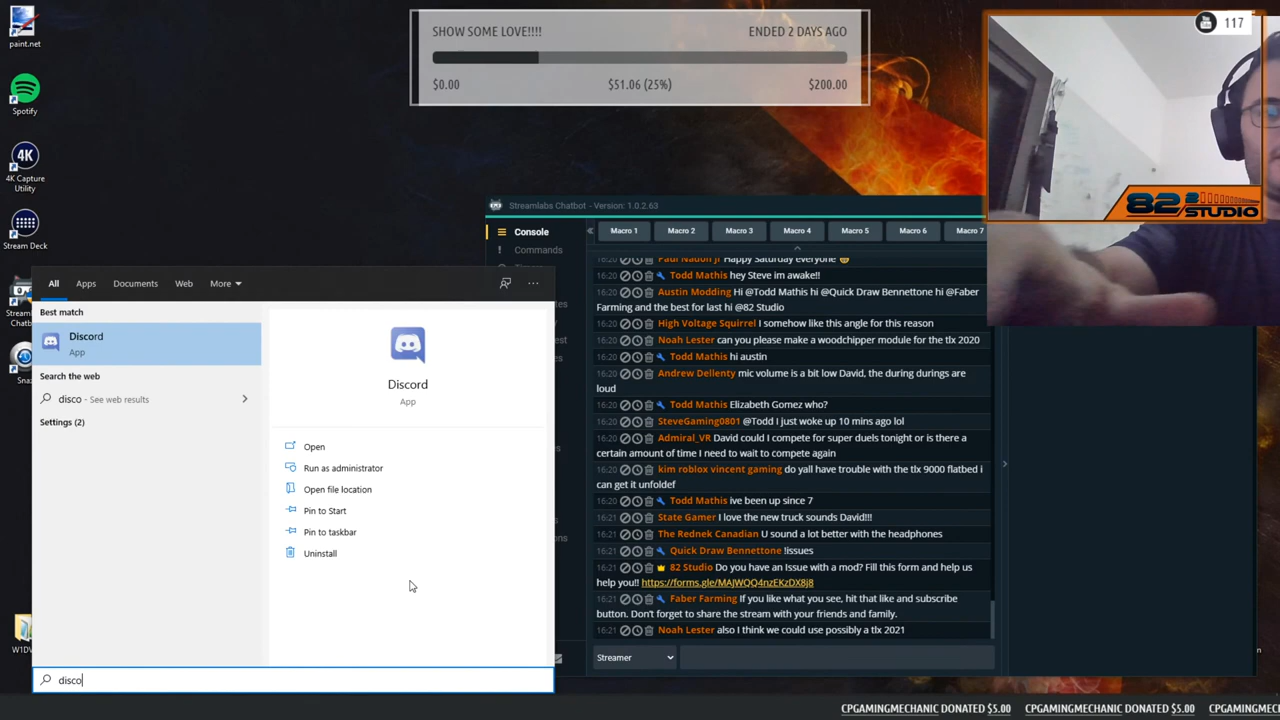 paint.net
Spotify
4K Capture
Utility
Stream Deck
SHOW SOME LOVE!!!! ENDED 2 DAYS AGO
$0.00 $51.06 (25%) $200.00
117
82 STUDIO
Streamlabs Chatbot - Version: 1.0.2.63
Console
Commands
Macro 1 Macro 2 Macro 3 Macro 4 Macro 5 Macro 6 Macro 7
16:20 Paul Nadon jr Happy Saturday everyone
16:20 Todd Mathis hey Steve im awake!!
16:20 Austin Modding Hi @Todd Mathis hi @Quick Draw Bennettone hi @Faber
Farming and the best for last hi @82 Studio
16:20 High Voltage Squirrel I somehow like this angle for this reason
16:20 Noah Lester can you please make a woodchipper module for the tlx 2020
16:20 Todd Mathis hi austin
16:20 Andrew Dellenty mic volume is a bit low David, the during durings are
loud
16:20 Todd Mathis Elizabeth Gomez who?
16:20 SteveGaming0801 @Todd I just woke up 10 mins ago lol
16:20 Admiral_VR David could I compete for super duels tonight or is there a
certain amount of time I need to wait to compete again
16:20 kim roblox vincent gaming do yall have trouble with the tlx 9000 flatbed i
can get it unfoldef
16:20 Todd Mathis ive been up since 7
16:21 State Gamer I love the new truck sounds David!!!
16:21 The Rednek Canadian U sound a lot better with the headphones
16:21 Quick Draw Bennettone !issues
16:21 82 Studio Do you have an Issue with a mod? Fill this form and help us
help you!! https://forms.gle/MAJWQQ4nzEKzDX8J8
16:21 Faber Farming If you like what you see, hit that like and subscribe
button. Don't forget to share the stream with your friends and family.
16:21 Noah Lester also I think we could use possibly a tlx 2021
Streamer
All Apps Documents Web More
Best match
Discord
App
Search the web
disco - See web results
Settings (2)
Discord
App
Open
Run as administrator
Open file location
Pin to Start
Pin to taskbar
Uninstall
disco
CPGAMINGMECHANIC DONATED $5.00 CPGAMINGMECHANIC DONATED $5.00 CPGAMINGMEC